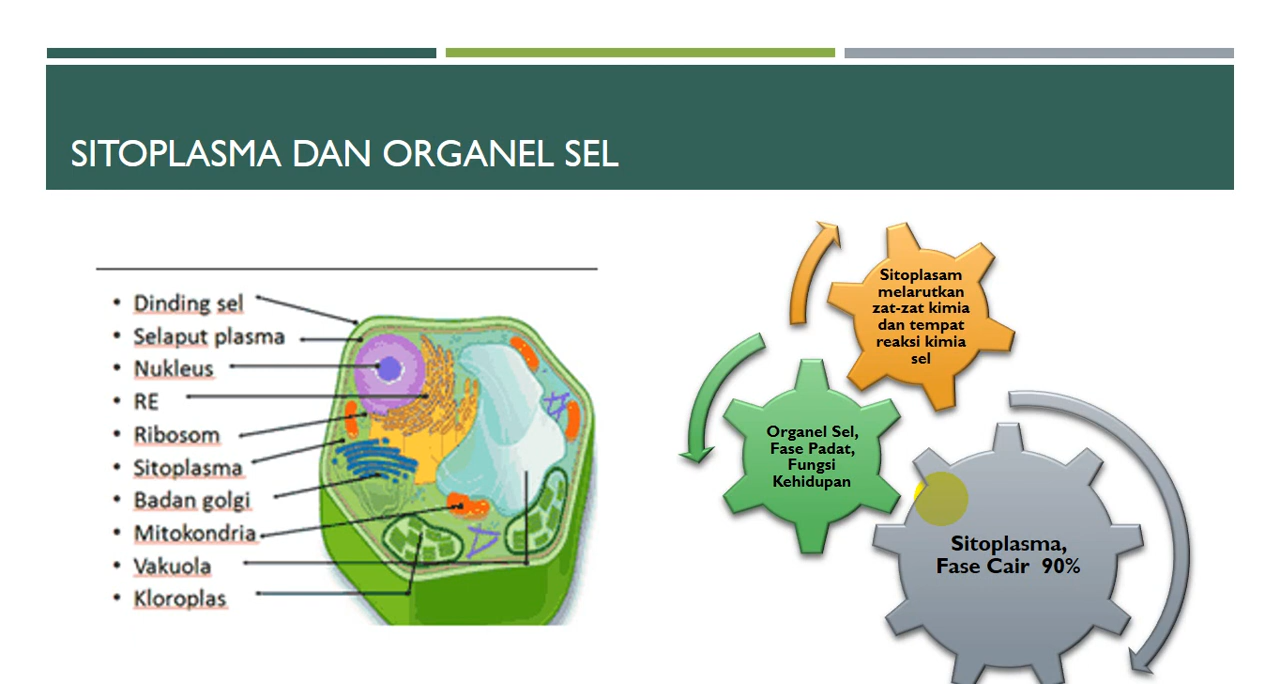 SITOPLASMA DAN ORGANEL SEL
• Dinding sel
• Selaput plasma
• Nukleus
• RE
• Ribosom
• Sitoplasma
• Badan golgi
• Mitokondria
• Vakuola
• Kloroplas
Sitoplasam
melarutkan
zat-zat kimia
dan tempat
reaksi kimia
sel
Organel Sel,
Fase Padat,
Fungsi
Kehidupan
Sitoplasma,
Fase Cair 90%